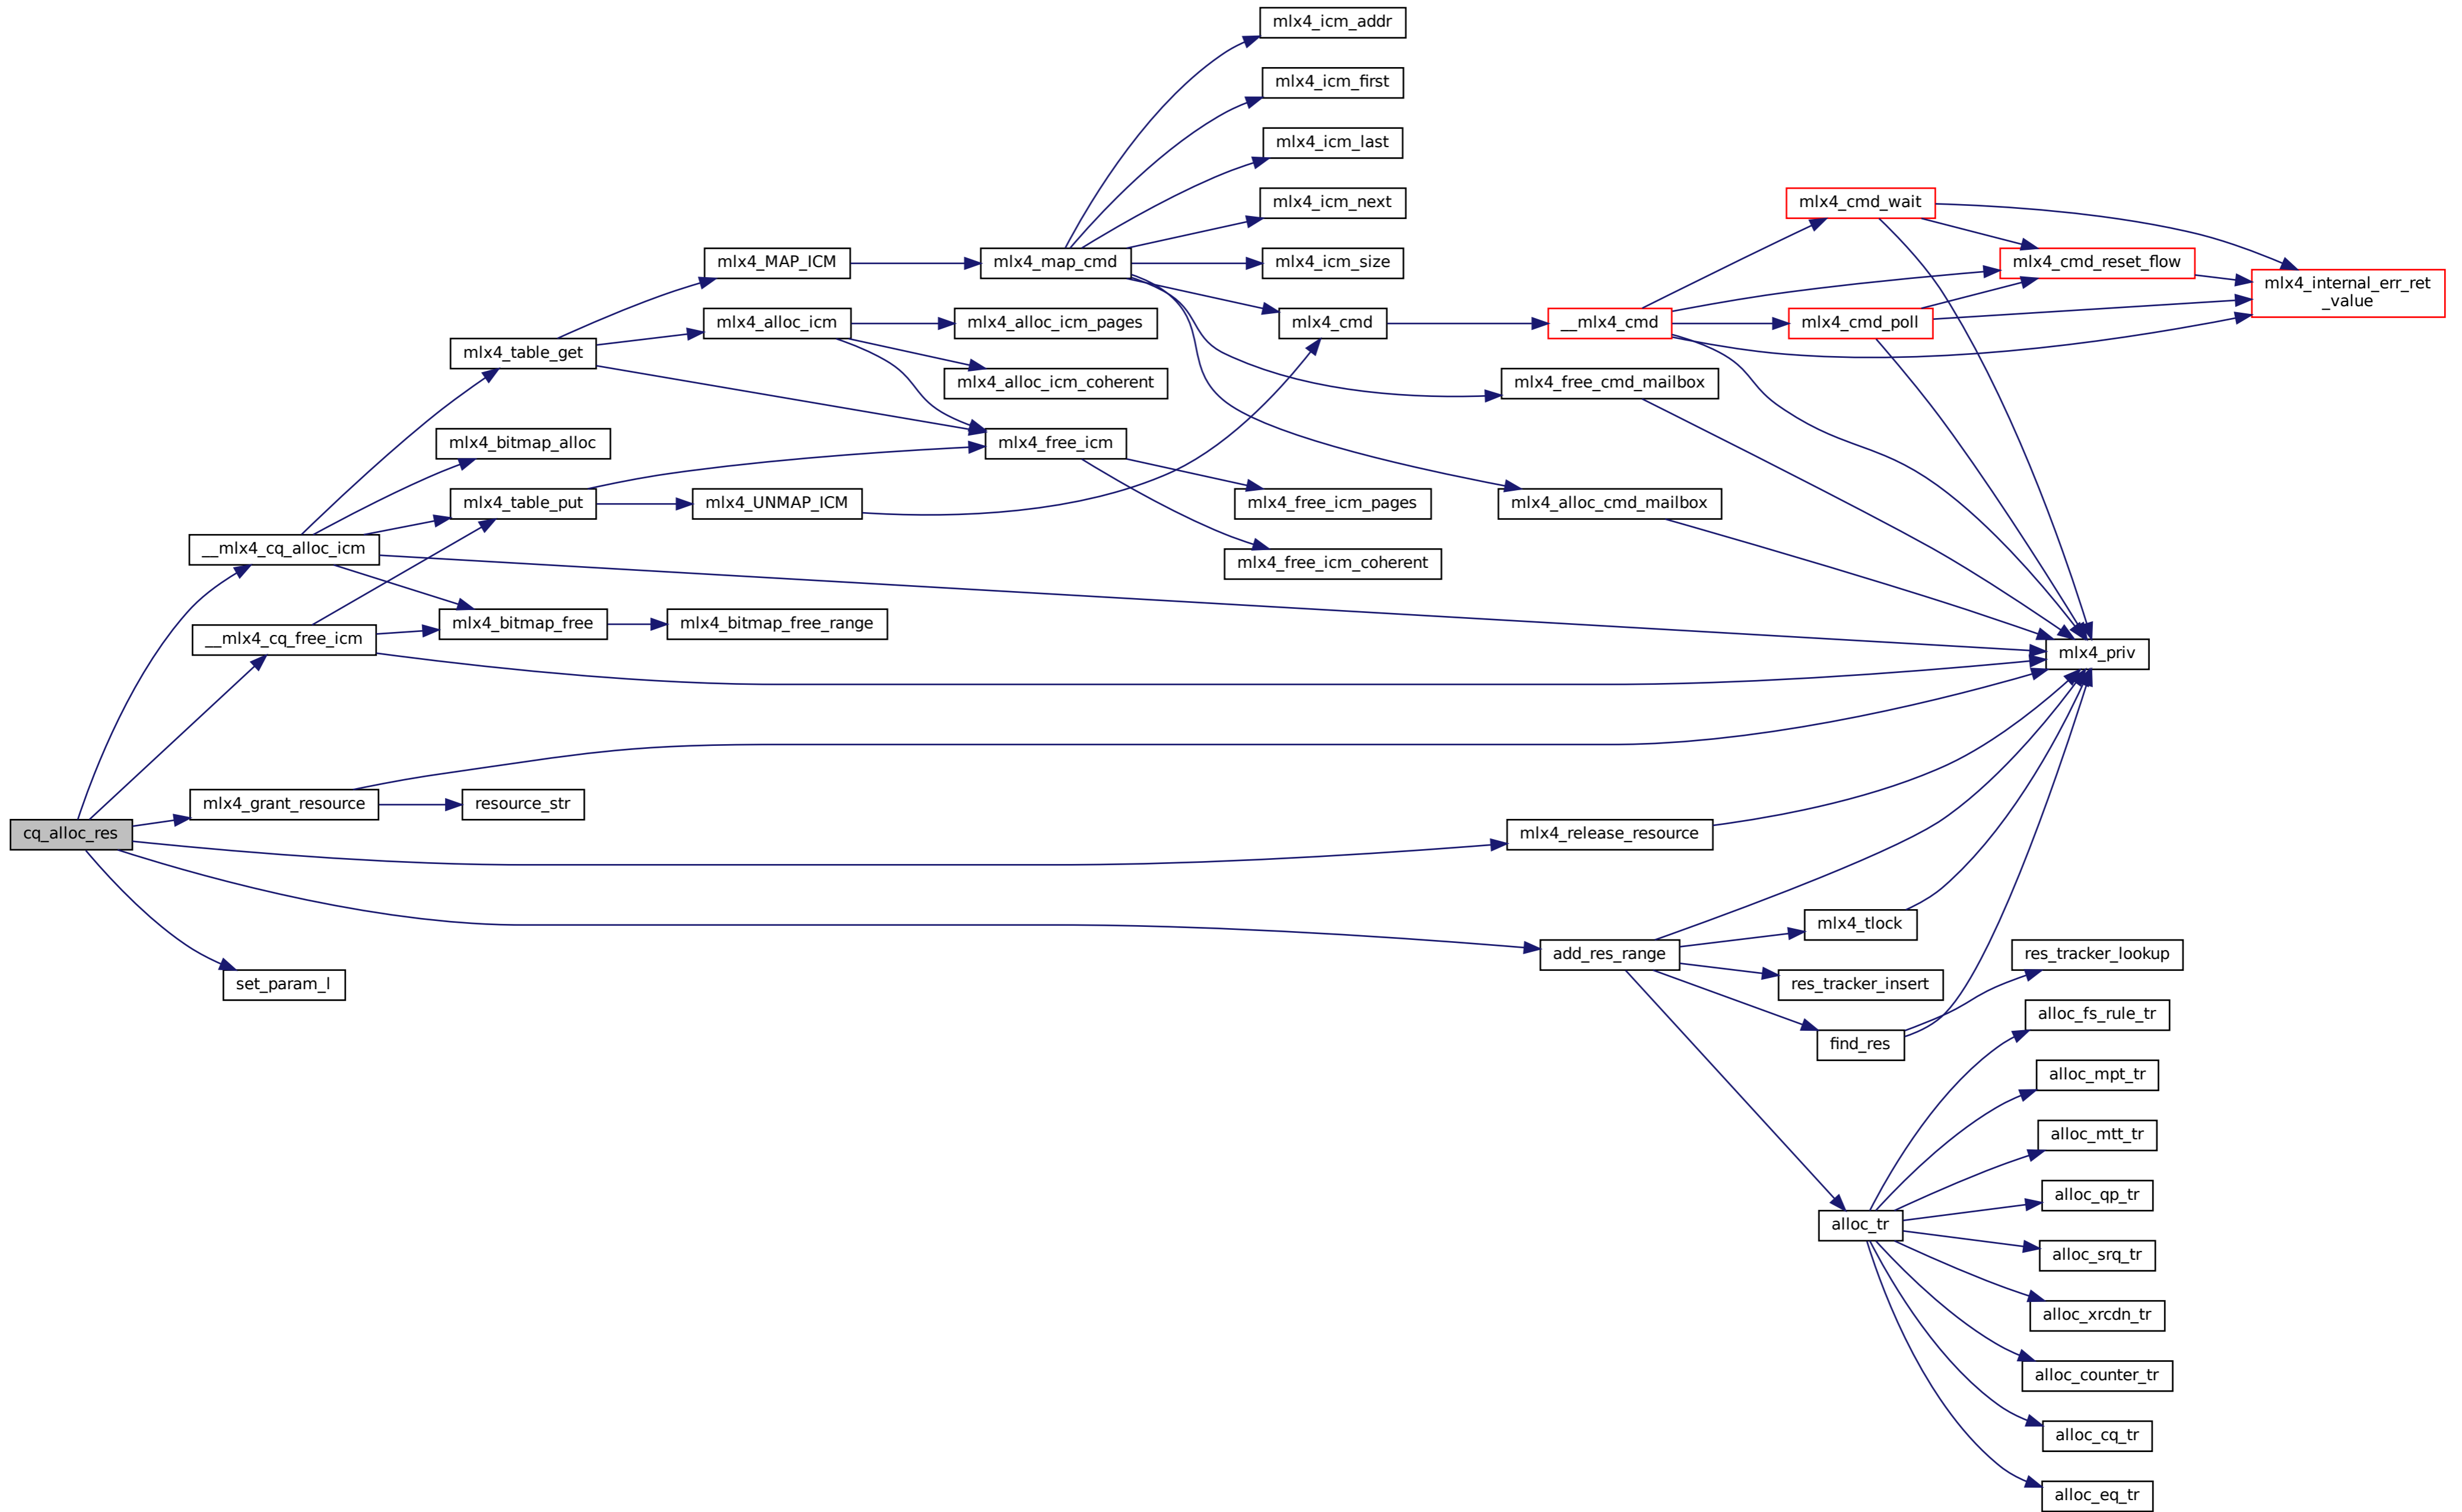 mlx4_icm_addr
mlx4_icm_first
mlx4_icm_last
mlx4_icm_next
mlx4_cmd_wait
mlx4_MAP_ICM
mlx4_map_cmd
mlx4_icm_size
mlx4_cmd_reset_flow
mlx4_internal_err_ret
_value
mlx4_alloc_icm
mlx4_alloc_icm_pages
mlx4_cmd
__mlx4_cmd
mlx4_cmd_poll
mlx4_table_get
mlx4_alloc_icm_coherent
mlx4_free_cmd_mailbox
mlx4_bitmap_alloc
mlx4_free_icm
mlx4_table_put
mlx4_UNMAP_ICM
mlx4_free_icm_pages
mlx4_alloc_cmd_mailbox
__mlx4_cq_alloc_icm
mlx4_free_icm_coherent
mlx4_bitmap_free
mlx4_bitmap_free_range
__mlx4_cq_free_icm
mlx4_priv
mlx4_grant_resource
resource_str
cq_alloc_res
mlx4_release_resource
mlx4_tlock
add_res_range
res_tracker_lookup
set_param_l
res_tracker_insert
alloc_fs_rule_tr
find_res
alloc_mpt_tr
alloc_mtt_tr
alloc_qp_tr
alloc_tr
alloc_srq_tr
alloc_xrcdn_tr
alloc_counter_tr
alloc_cq_tr
alloc_eq_tr